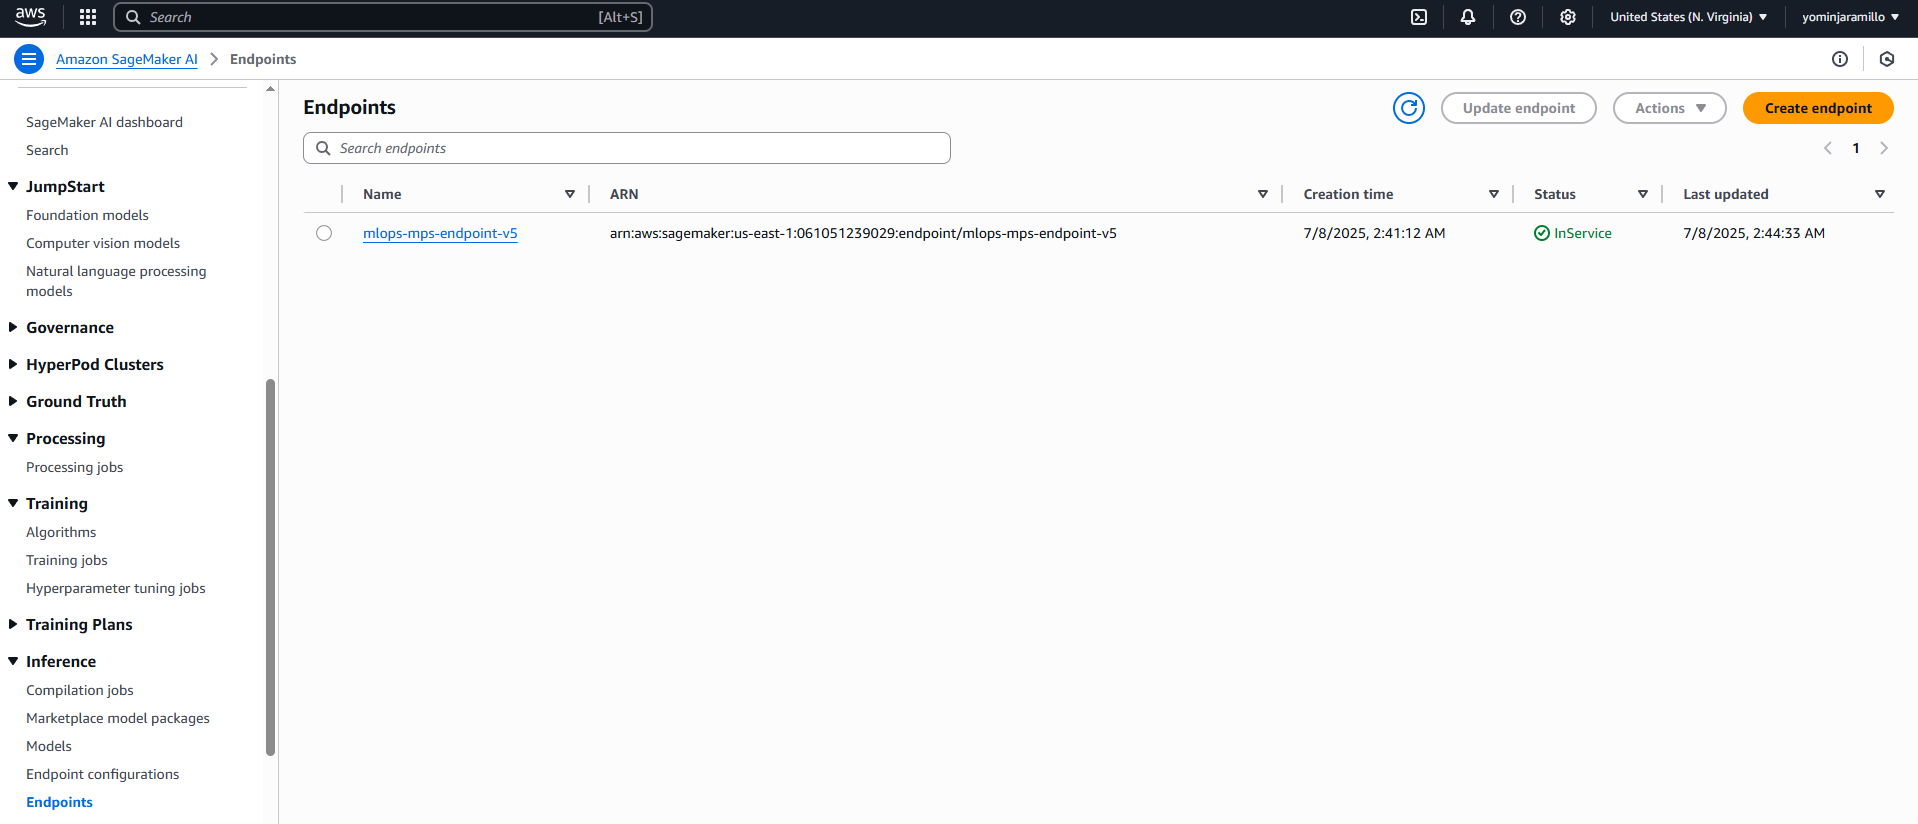 aws
Search [Alt+S]
United States (N. Virginia)
yominjaramillo
Amazon SageMaker AI
Endpoints
SageMaker AI dashboard
Search
JumpStart
Foundation models
Computer vision models
Natural language processing
models
Governance
HyperPod Clusters
Ground Truth
Processing
Processing jobs
Training
Algorithms
Training jobs
Hyperparameter tuning jobs
Training Plans
Inference
Compilation jobs
Marketplace model packages
Models
Endpoint configurations
Endpoints
Endpoints
Update endpoint
Actions
Create endpoint
Search endpoints
1
Name ARN Creation time Status Last updated
mlops-mps-endpoint-v5 arn:aws:sagemaker:us-east-1:061051239029:endpoint/mlops-mps-endpoint-v5 7/8/2025, 2:41:12 AM InService 7/8/2025, 2:44:33 AM